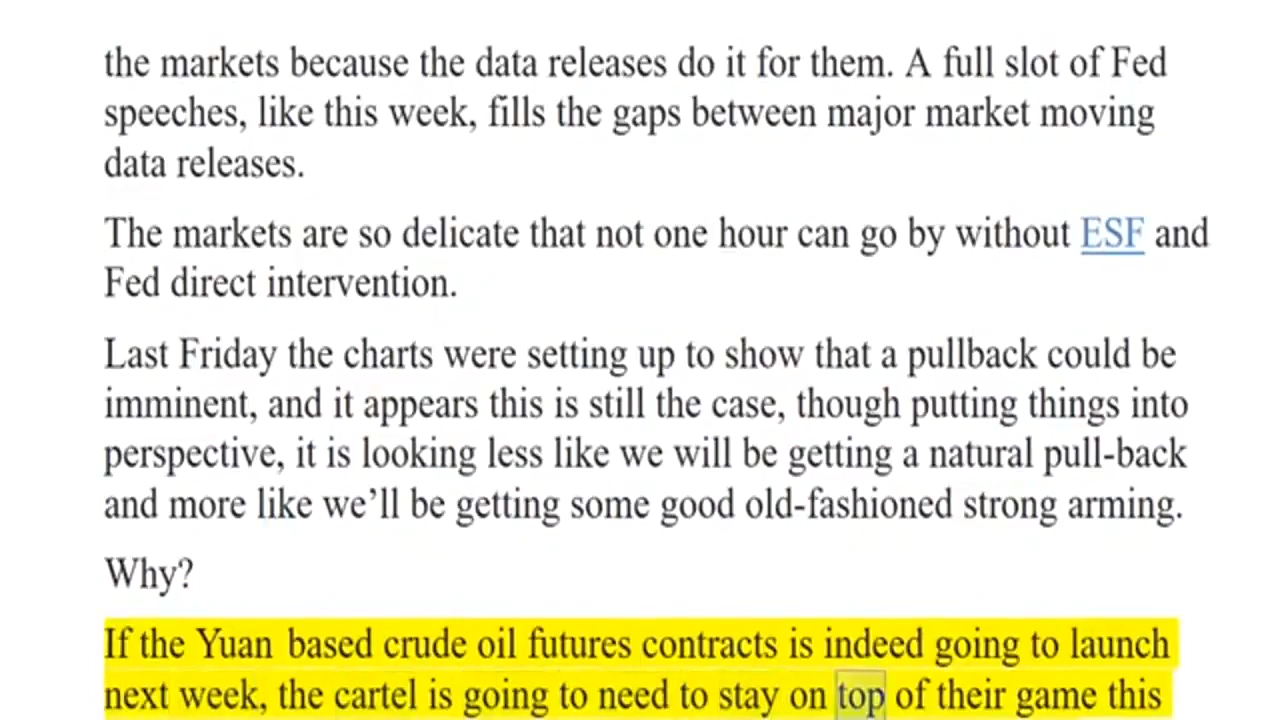 the markets because the data releases do it for them. A full slot of Fed
speeches, like this week, fills the gaps between major market moving
data releases.
The markets are so delicate that not one hour can go by without ESF and
Fed direct intervention.
Last Friday the charts were setting up to show that a pullback could be
imminent, and it appears this is still the case, though putting things into
perspective, it is looking less like we will be getting a natural pull-back
and more like we’ll be getting some good old-fashioned strong arming.
Why?
If the Yuan based crude oil futures contracts is indeed going to launch
next week, the cartel is going to need to stay on top of their game this